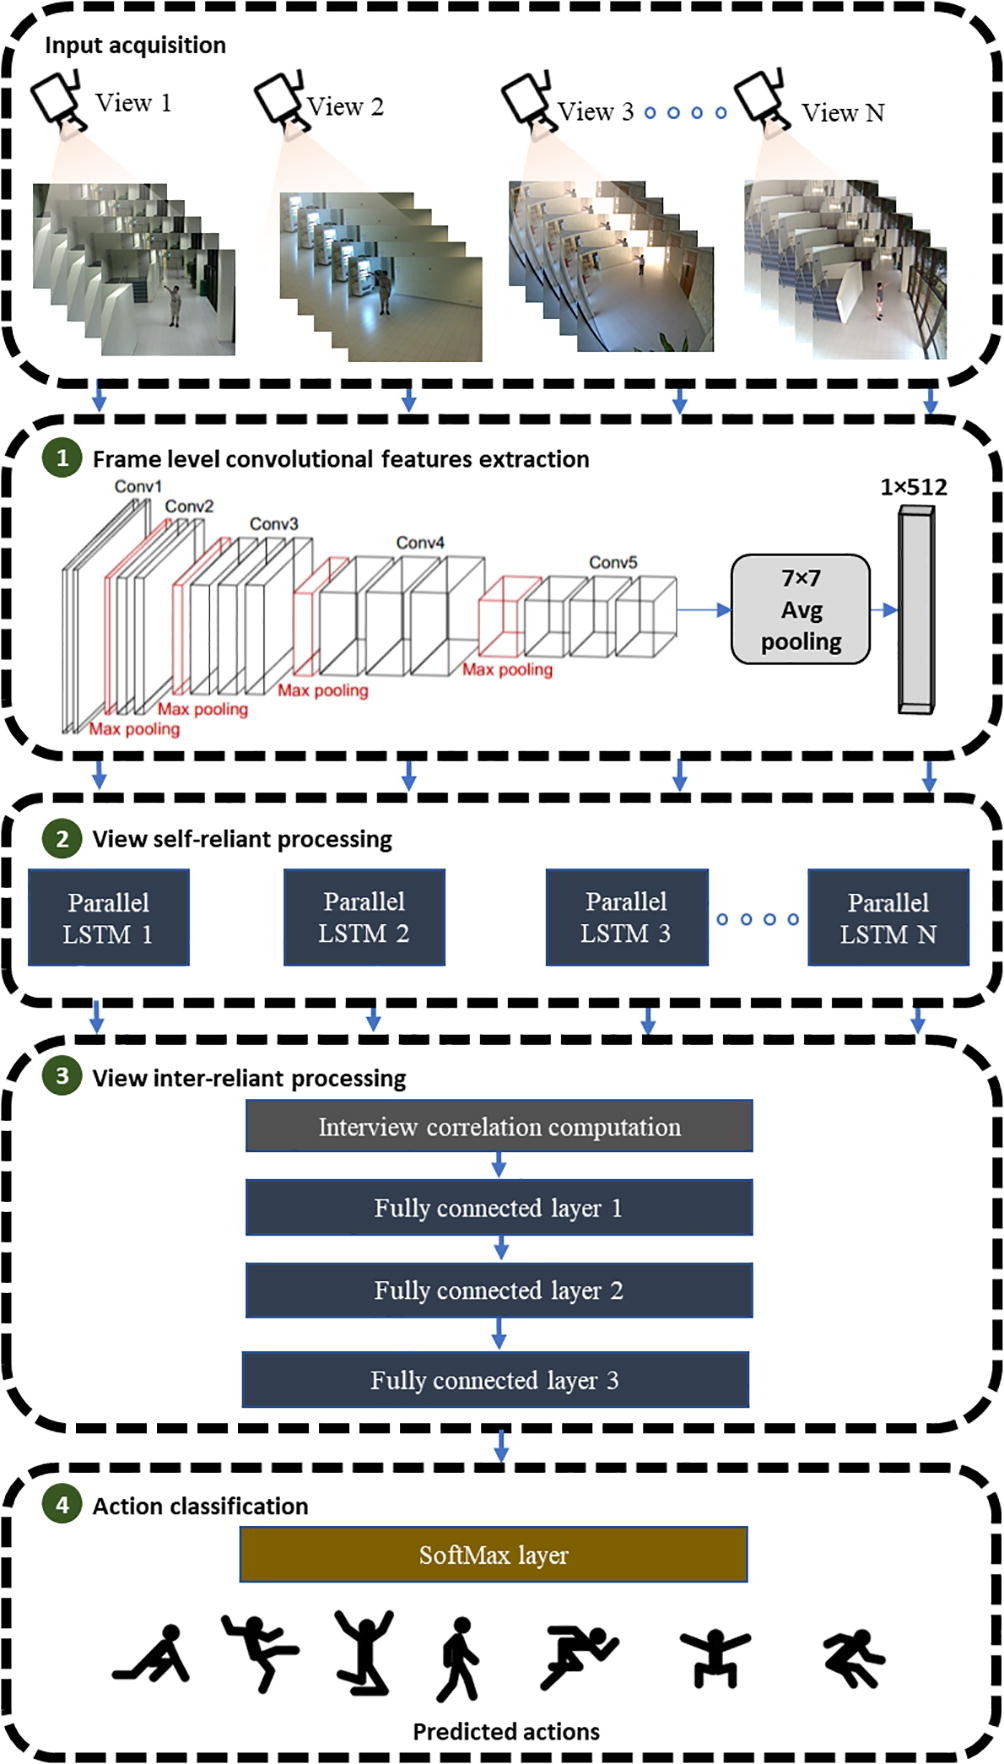 Input acquisition
View 1
View 2
View 3
View N
1
Frame level convolutional features extraction
Conv1
Conv2
Conv3
Conv4
Conv5
Max pooling
Max pooling
Max pooling
Max pooling
7×7
Avg
pooling
1×512
2
View self-reliant processing
Parallel
LSTM 1
Parallel
LSTM 2
Parallel
LSTM 3
Parallel
LSTM N
3
View inter-reliant processing
Interview correlation computation
Fully connected layer 1
Fully connected layer 2
Fully connected layer 3
4
Action classification
SoftMax layer
Predicted actions